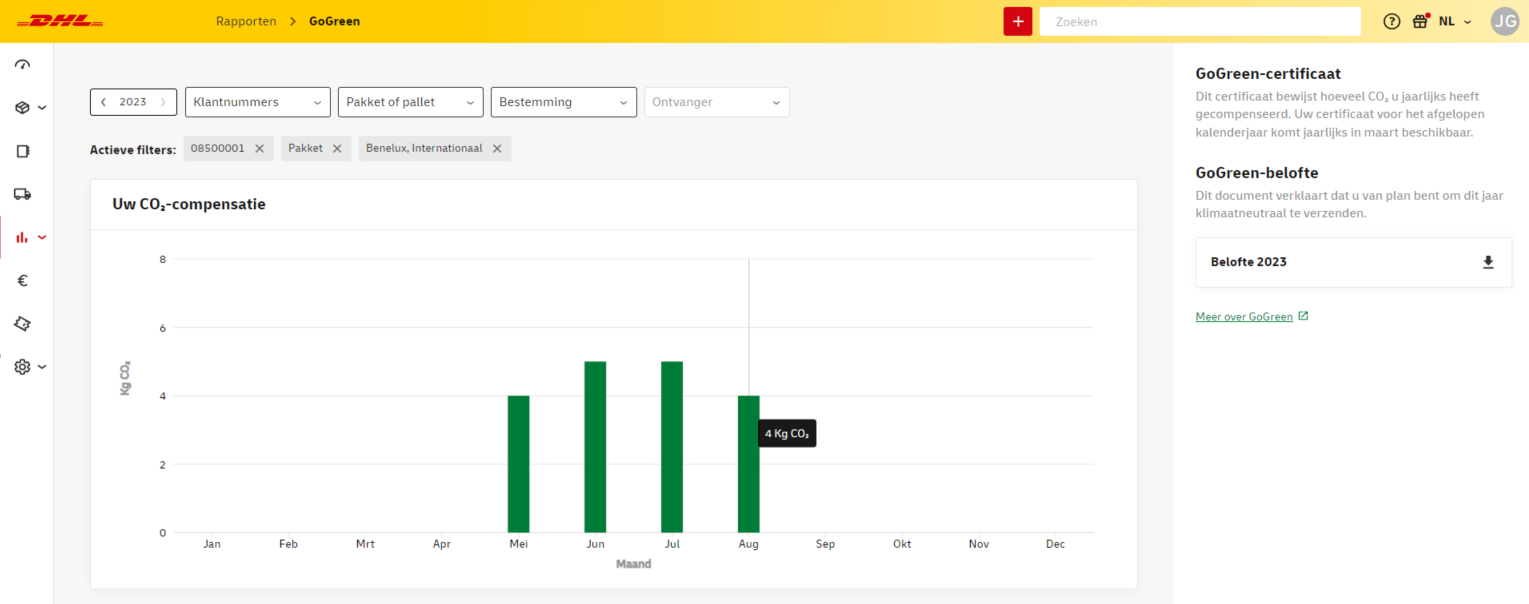 DHL
Rapporten > GoGreen
+
Zoeken
?
NL
JG
2023
Klantnummers
Pakket of pallet
Bestemming
Ontvanger
Actieve filters:
08500001
Pakket
Benelux, Internationaal
Uw CO₂-compensatie
8
6
4
2
0
Kg CO₂
4 Kg CO₂
Jan Feb Mrt Apr Mei Jun Jul Aug Sep Okt Nov Dec
Maand
€
GoGreen-certificaat
Dit certificaat bewijst hoeveel CO₂ u jaarlijks heeft
gecompenseerd. Uw certificaat voor het afgelopen
kalenderjaar komt jaarlijks in maart beschikbaar.
GoGreen-belofte
Dit document verklaart dat u van plan bent om dit jaar
klimaatneutraal te verzenden.
Belofte 2023
Meer over GoGreen